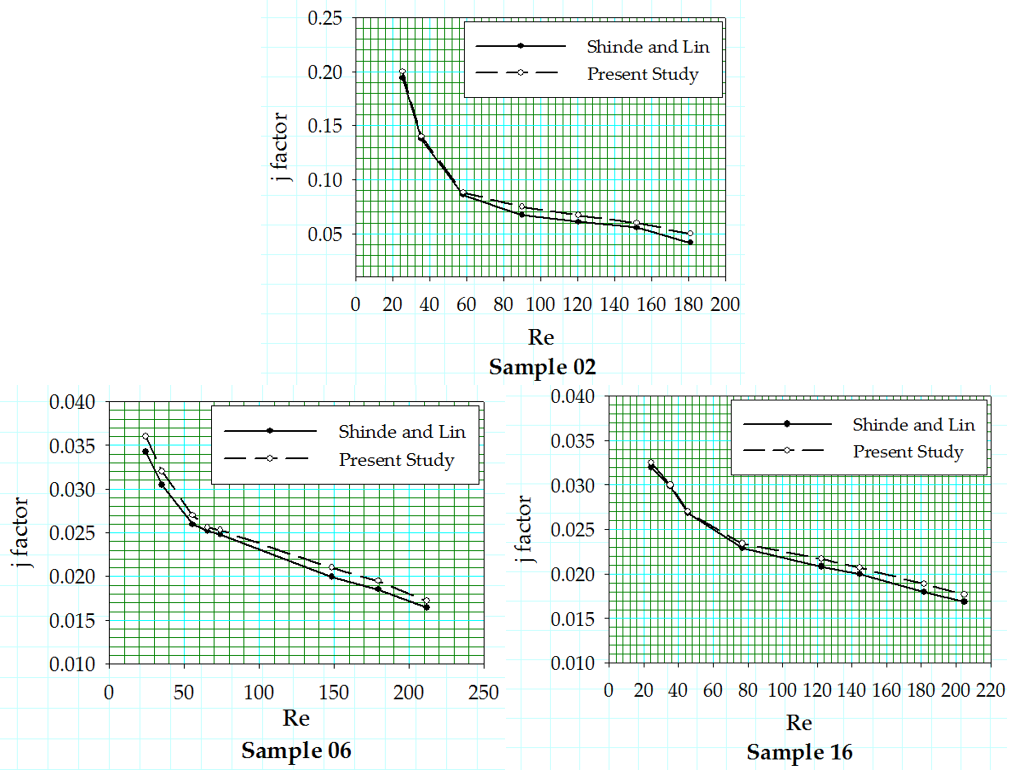 0.25
0.20
0.15
0.10
0.05
j factor
Shinde and Lin
Present Study
0 20 40 60 80 100 120 140 160 180 200
Re
Sample 02
0.040
0.035
0.030
0.025
0.020
0.015
0.010
j factor
Shinde and Lin
Present Study
0 50 100 150 200 250
Re
Sample 06
0.040
0.035
0.030
0.025
0.020
0.015
0.010
j factor
Shinde and Lin
Present Study
0 20 40 60 80 100 120 140 160 180 200 220
Re
Sample 16